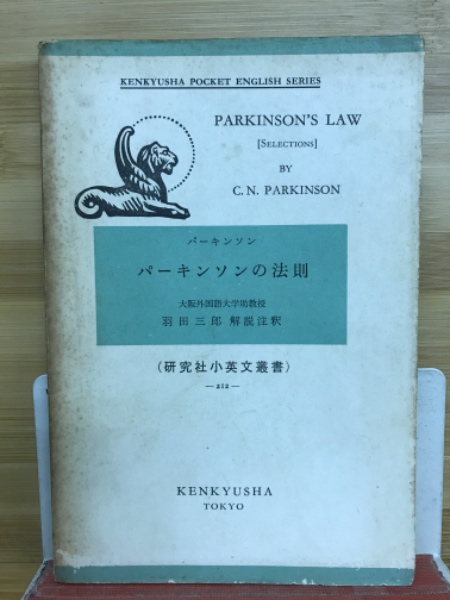 KENKYUSHA POCKET ENGLISH SERIES
PARKINSON'S LAW
[SELECTIONS]
BY
C. N. PARKINSON
パーキンソン
パーキンソンの法則
大阪外国語大学助教授
羽田三郎 解説注釈
(研究社小英文叢書)
—212—
KENKYUSHA
TOKYO